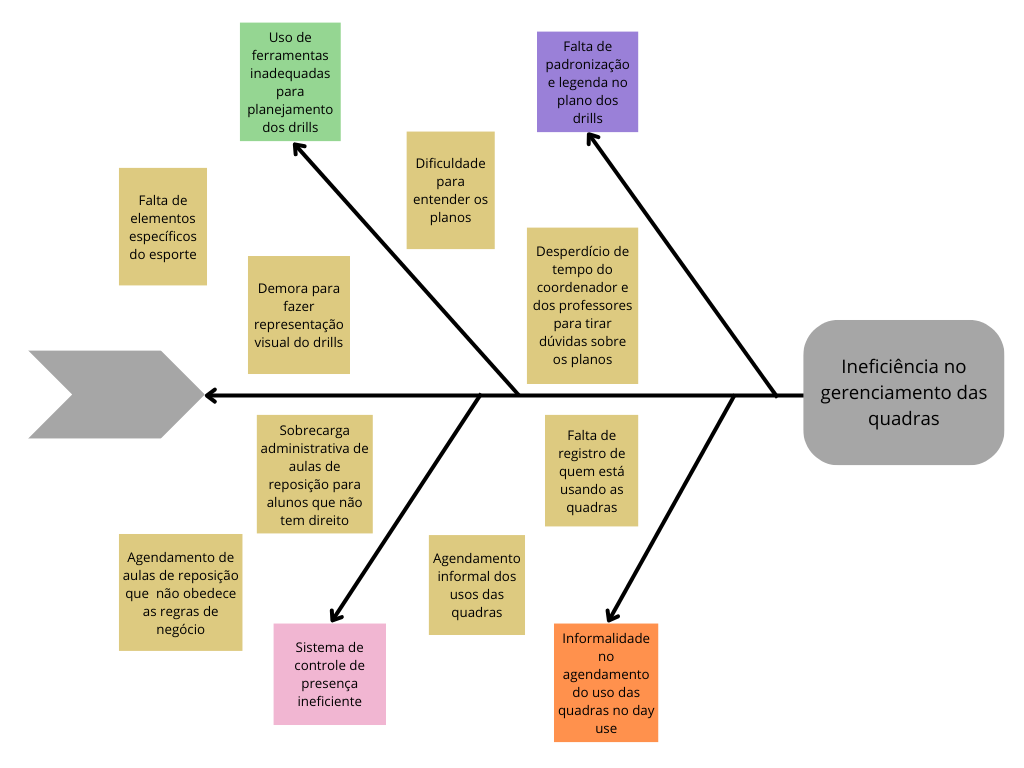 Uso de
ferramentas
inadequadas
para
planejamento
dos drills
Falta de
padronização
e legenda no
plano dos
drills
Dificuldade
para
entender os
planos
Falta de
elementos
específicos
do esporte
Desperdício de
tempo do
coordenador e
dos professores
para tirar
dúvidas sobre
os planos
Demora para
fazer
representação
visual do drills
Ineficiência no
gerenciamento das
quadras
Sobrecarga
administrativa de
aulas de
reposição para
alunos que não
tem direito
Falta de
registro de
quem está
usando as
quadras
Agendamento de
aulas de reposição
que não obedece
as regras de
negócio
Agendamento
informal dos
usos das
quadras
Sistema de
controle de
presença
ineficiente
Informalidade
no
agendamento
do uso das
quadras no day
use